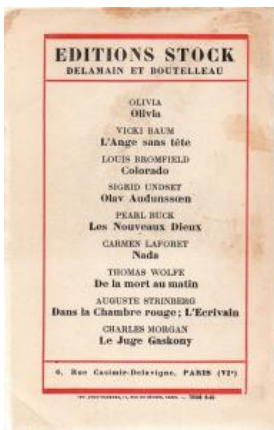 EDITIONS STOCK
DELAMAIN ET BOUTELLEAU
OLIVIA
Olivia
VICKI BAUM
L'Ange sans tête
LOUIS BROMFIELD
Colorado
SIGRID UNDSET
Olav Audunssœn
PEARL BUCK
Les Nouveaux Dieux
CARMEN LAFORET
Nada
THOMAS WOLFE
De la mort au matin
AUGUSTE STRINBERG
Dans la Chambre rouge; L'Ecrivain
CHARLES MORGAN
Le Juge Gaskony
6, Rue Casimir-Delavigne, PARIS (VIe)